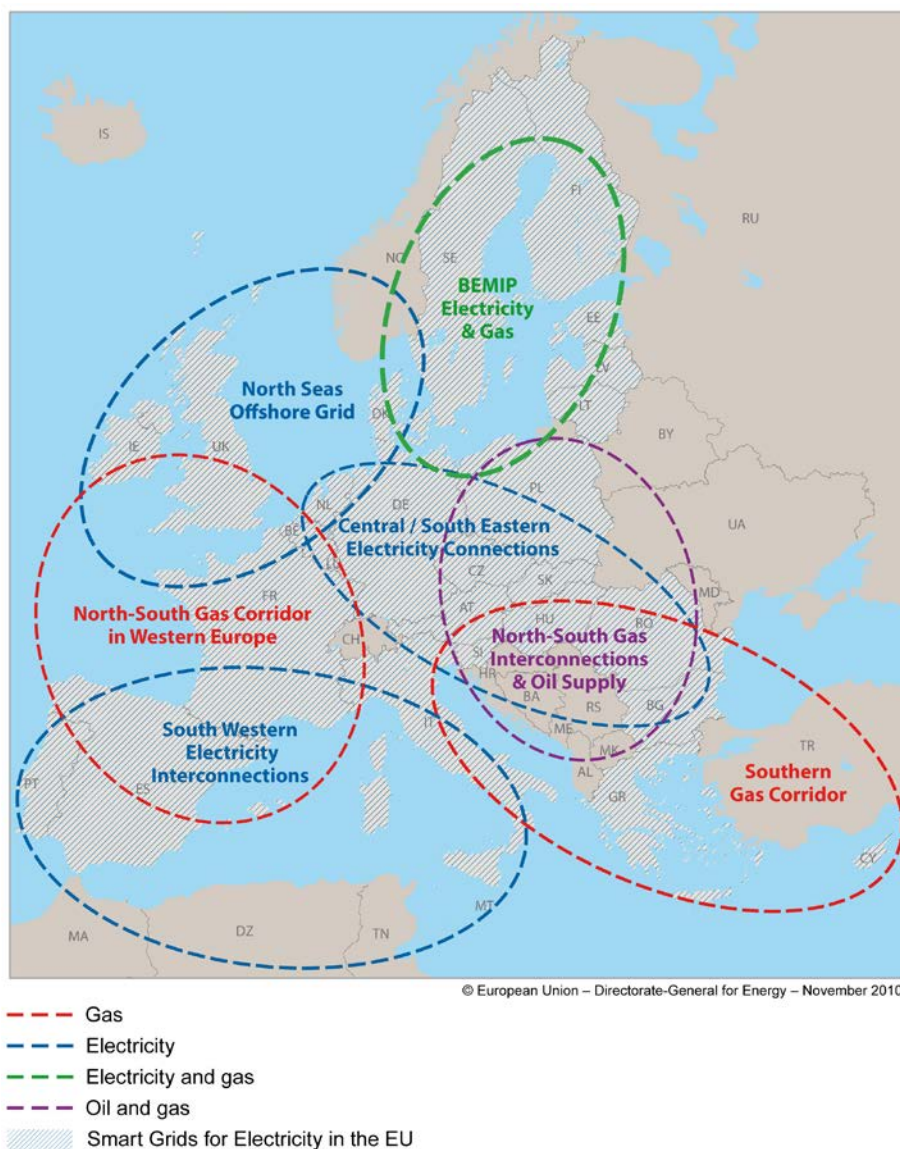 IS
RU
FI
NO
SE
BEMIP
Electricity
& Gas
EE
LV
North Seas
Offshore Grid
DK
LT
BY
IE
UK
PL
NL
DE
UA
BE
Central / South Eastern
Electricity Connections
LU
CZ
SK
MD
FR
AT
HU
RO
North-South Gas Corridor
in Western Europe
CH
North-South Gas
Interconnections
& Oil Supply
SI
HR
BA
RS
BG
IT
South Western
Electricity
Interconnections
ME
MK
TR
AL
Southern
Gas Corridor
PT
ES
GR
CY
MT
MA
DZ
TN
© European Union – Directorate-General for Energy – November 2010
Gas
Electricity
Electricity and gas
Oil and gas
Smart Grids for Electricity in the EU